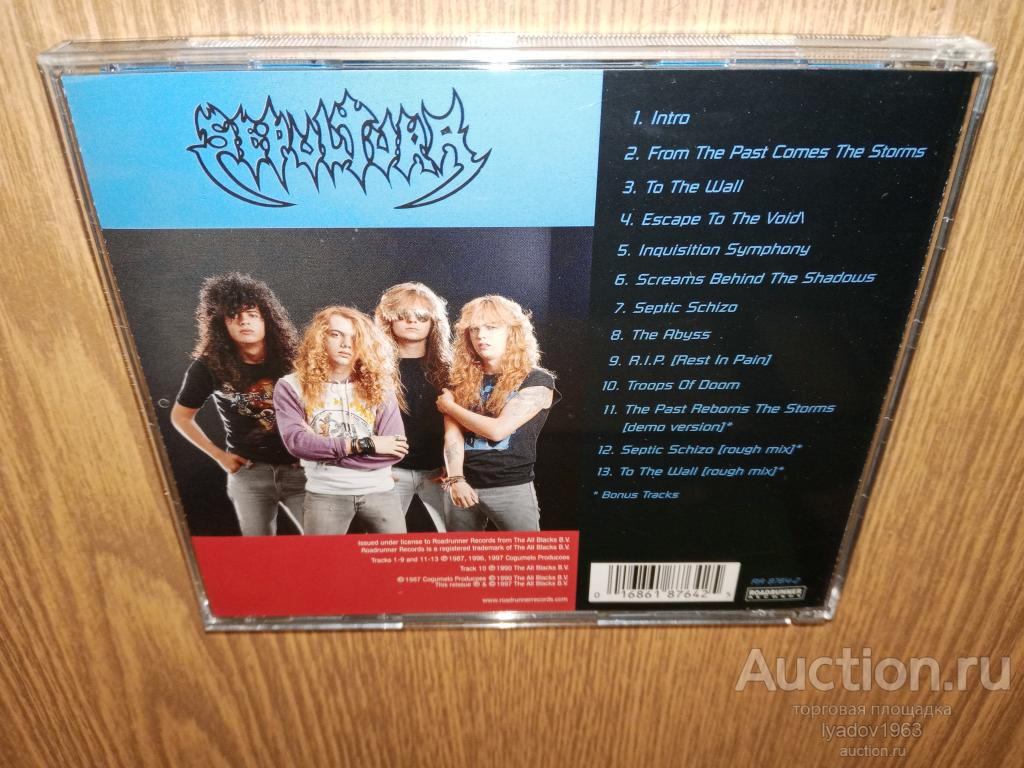 SEPULTURA
1. Intro
2. From The Past Comes The Storms
3. To The Wall
4. Escape To The Void\
5. Inquisition Symphony
6. Screams Behind The Shadows
7. Septic Schizo
8. The Abyss
9. R.I.P. [Rest In Pain]
10. Troops Of Doom
11. The Past Reborns The Storms
[demo version]*
12. Septic Schizo [rough mix]*
13. To The Wall [rough mix]*
* Bonus Tracks
Issued under license to Roadrunner Records from The All Blacks B.V.
Roadrunner Records is a registered trademark of The All Blacks B.V.
Tracks 1-9 and 11-13 ℗ 1987, 1996, 1997 Cogumelo Producoes
Track 10 ℗ 1990 The All Blacks B.V.
© 1987 Cogumelo Producoes © 1990 The All Blacks B.V.
This reissue ℗ & © 1997 The All Blacks B.V.
www.roadrunnerrecords.com
0 16861 87642 5
RR 8764-2
ROADRUNNER
RECORDS
Auction.ru
торговая площадка
lyadov1963
auction.ru